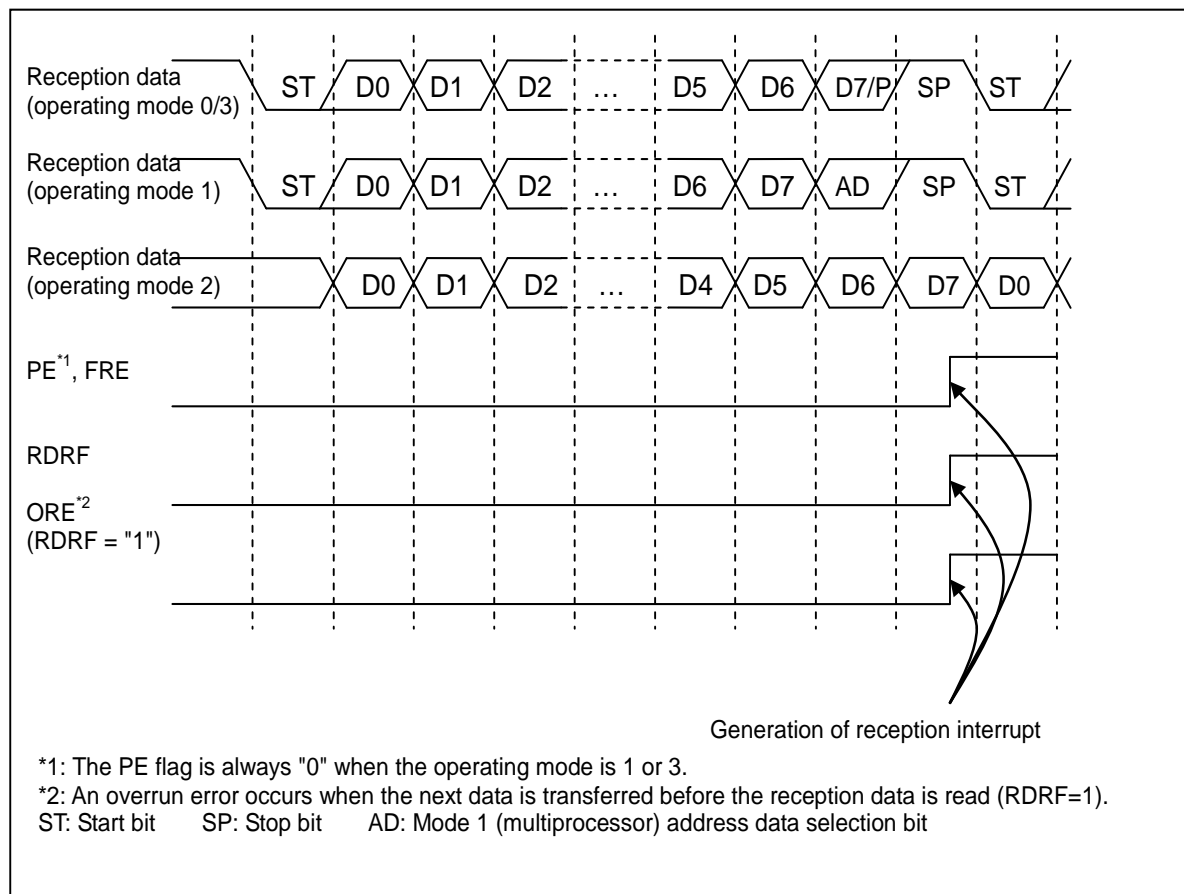 Reception data
(operating mode 0/3)
ST D0 D1 D2 ... D5 D6 D7/P SP ST
Reception data
(operating mode 1)
ST D0 D1 D2 ... D6 D7 AD SP ST
Reception data
(operating mode 2)
D0 D1 D2 ... D4 D5 D6 D7 D0
PE*1, FRE
RDRF
ORE*2
(RDRF = "1")
Generation of reception interrupt
*1: The PE flag is always "0" when the operating mode is 1 or 3.
*2: An overrun error occurs when the next data is transferred before the reception data is read (RDRF=1).
ST: Start bit SP: Stop bit AD: Mode 1 (multiprocessor) address data selection bit